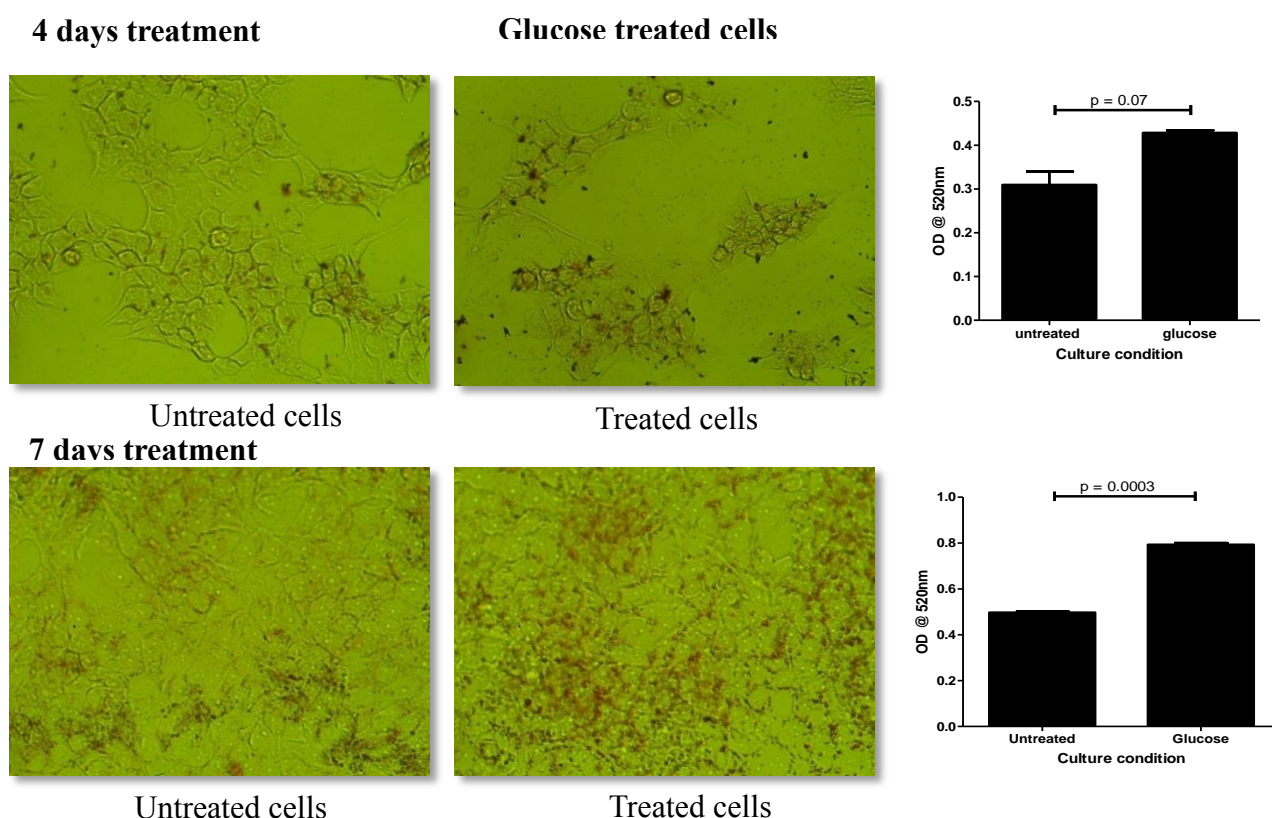 4 days treatment
Glucose treated cells
Untreated cells
Treated cells
0.5
0.4
0.3
0.2
0.1
0.0
OD @ 520nm
p = 0.07
untreated
glucose
Culture condition
7 days treatment
Untreated cells
Treated cells
1.0
0.8
0.6
0.4
0.2
0.0
OD @ 520nm
p = 0.0003
Untreated
Glucose
Culture condition